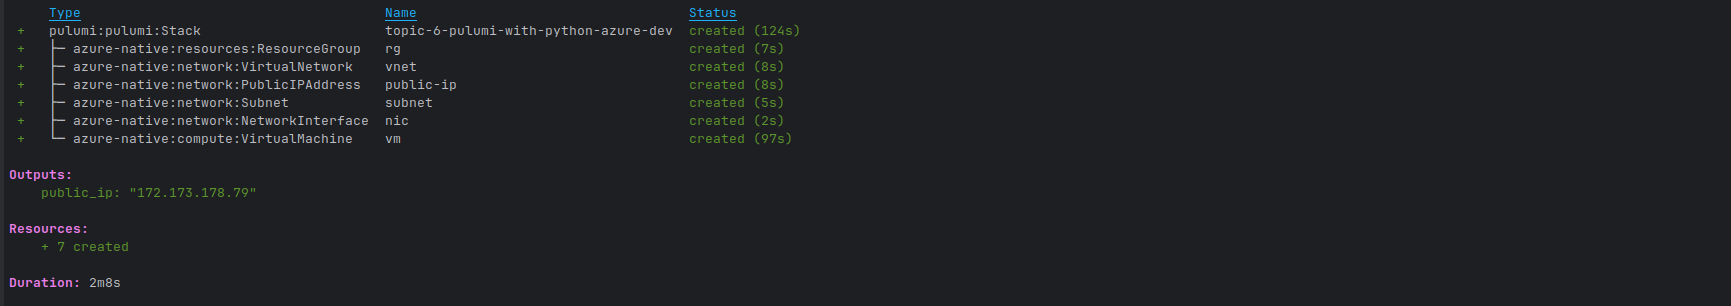 Type Name Status
+ pulumi:pulumi:Stack topic-6-pulumi-with-python-azure-dev created (124s)
+ ├─ azure-native:resources:ResourceGroup rg created (7s)
+ ├─ azure-native:network:VirtualNetwork vnet created (8s)
+ ├─ azure-native:network:PublicIPAddress public-ip created (8s)
+ ├─ azure-native:network:Subnet subnet created (5s)
+ ├─ azure-native:network:NetworkInterface nic created (2s)
+ └─ azure-native:compute:VirtualMachine vm created (97s)
Outputs:
public_ip: "172.173.178.79"
Resources:
+ 7 created
Duration: 2m8s